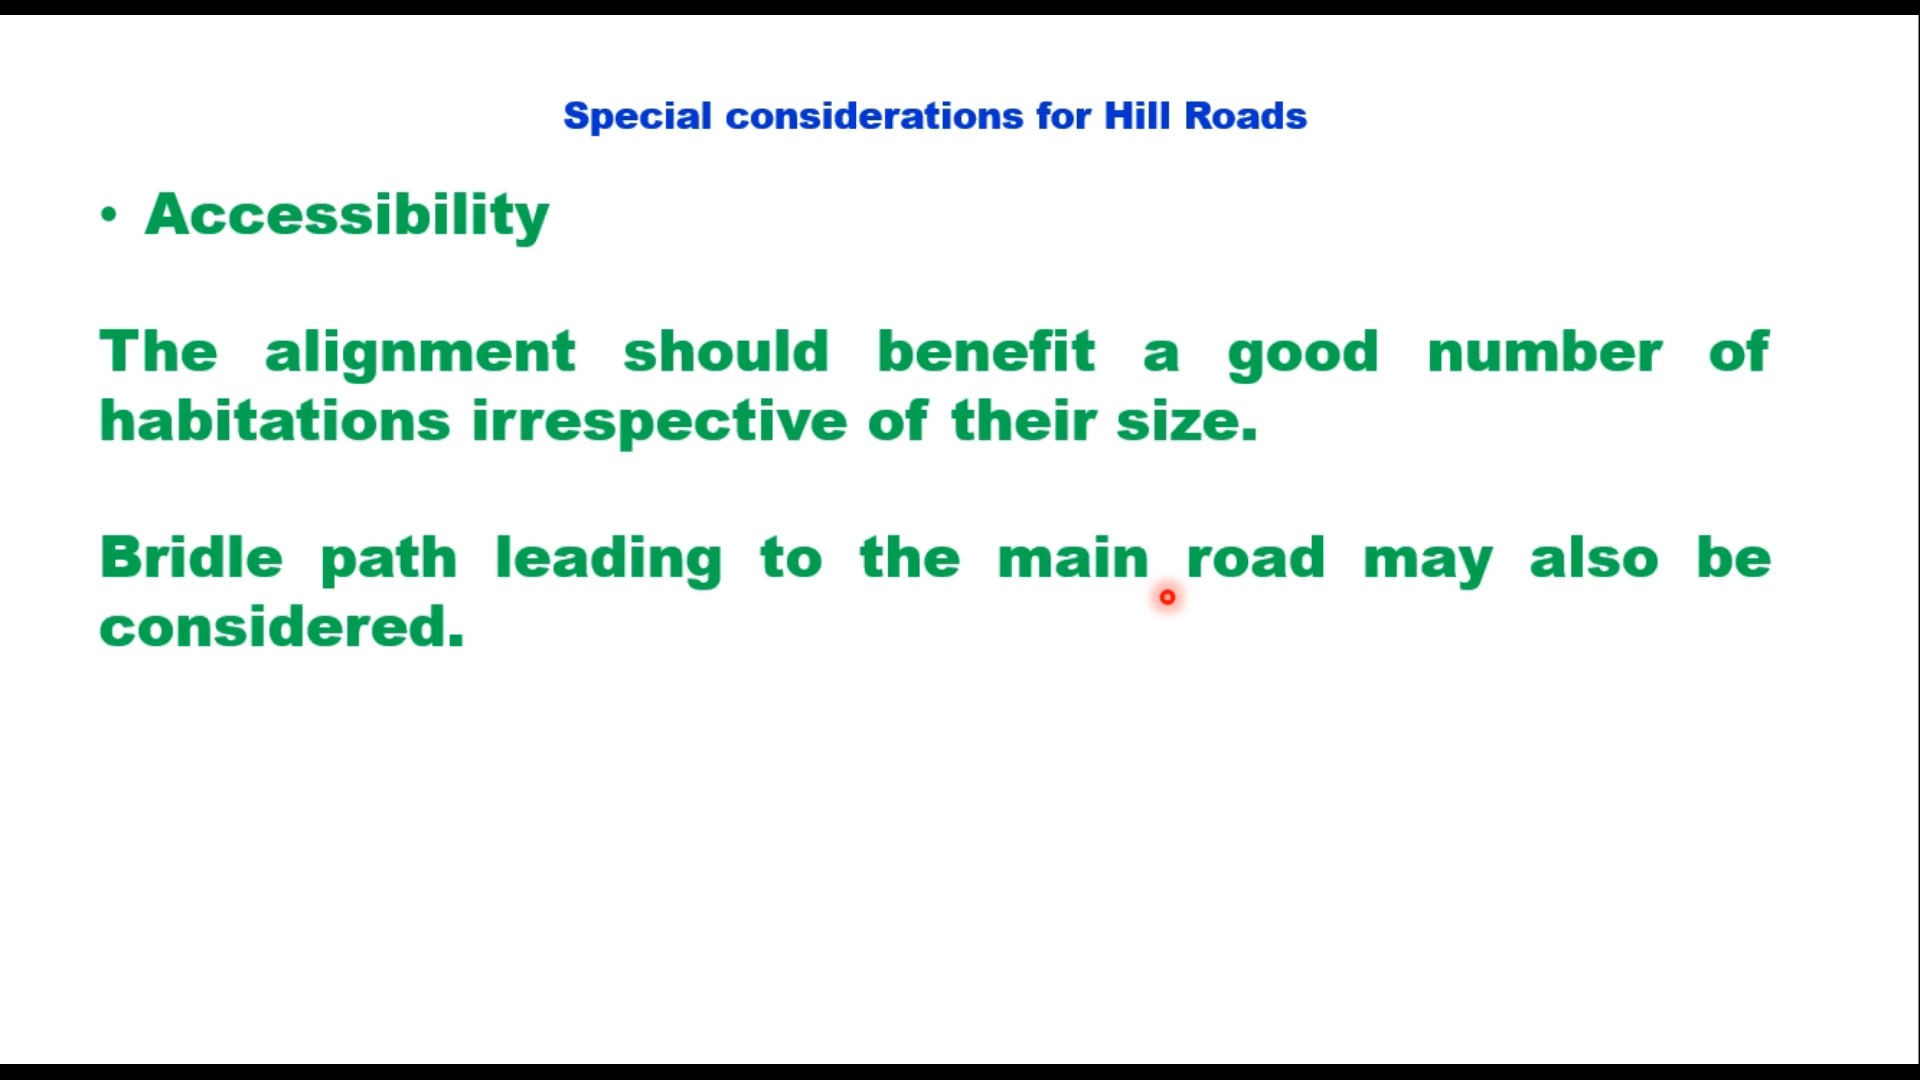 Special considerations for Hill Roads
• Accessibility
The alignment should benefit a good number of
habitations irrespective of their size.
Bridle path leading to the main road may also be
considered.